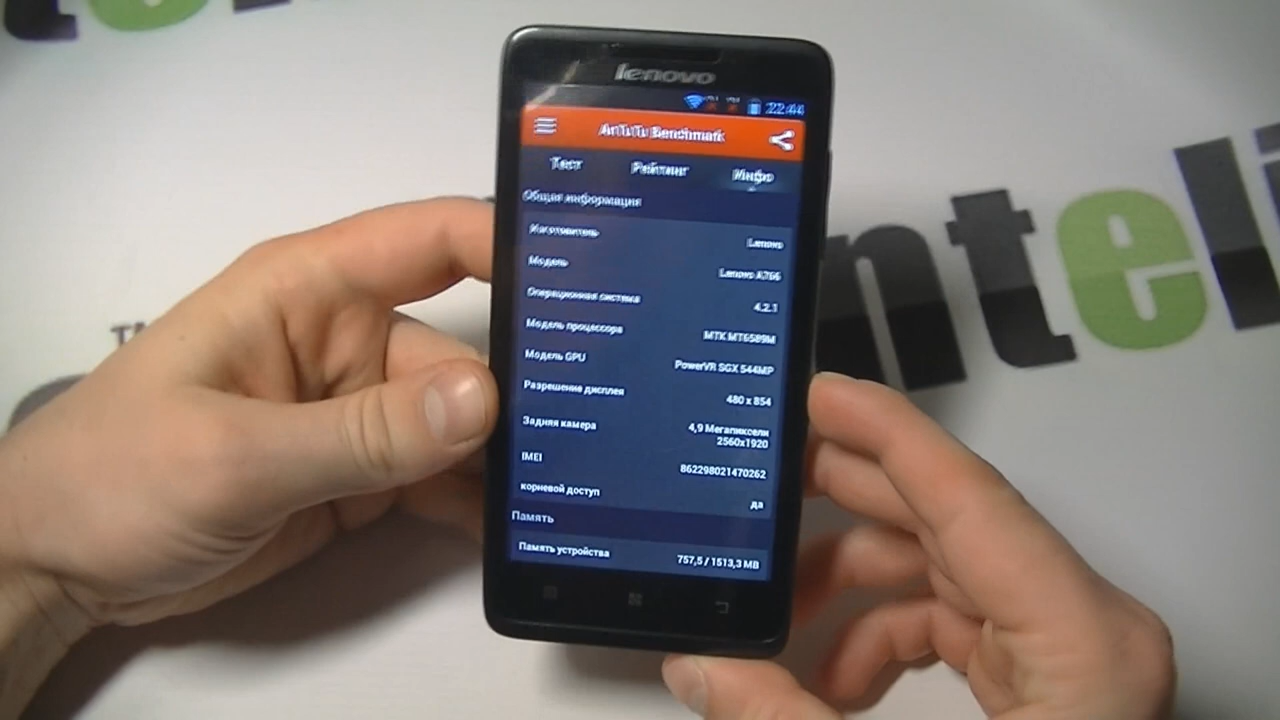 lenovo
22:44
AnTuTu Benchmark
Тест Рейтинг Инфо
Общая информация
Изготовитель Lenovo
Модель Lenovo A766
Операционная система 4.2.1
Модель процессора MTK MT6589M
Модель GPU PowerVR SGX 544MP
Разрешение дисплея 480 x 854
Задняя камера 4,9 Мегапиксели
2560x1920
IMEI 862298021470262
корневой доступ да
Память
Память устройства 757,5 / 1513,3 MB
nteli